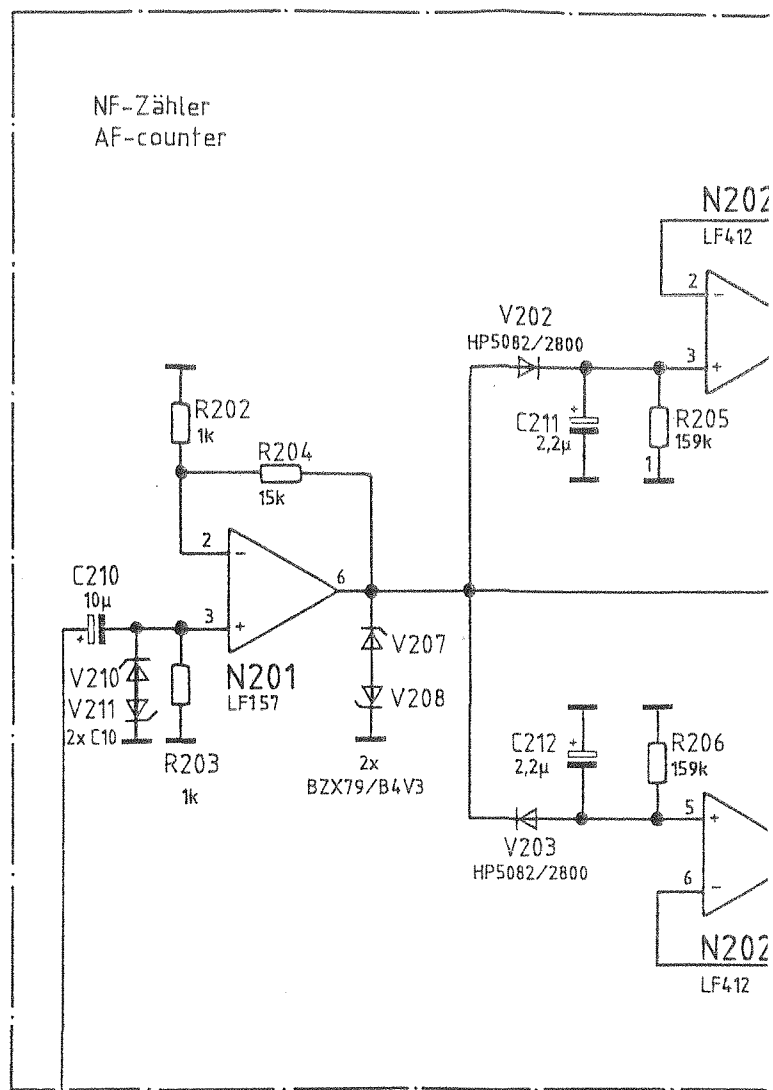 NF-Zähler
AF-counter
N202
LF412
2
-
V202
HP5082/2800
3
+
R202
1k
+
C211
2,2µ
R205
159k
1
R204
15k
2
-
C210
10µ
6
+
3
+
V207
V210
N201
LF157
V208
V211
2x C10
R203
1k
2x
BZX79/B4V3
C212
2,2µ
+
R206
159k
5
+
V203
HP5082/2800
6
-
N202
LF412